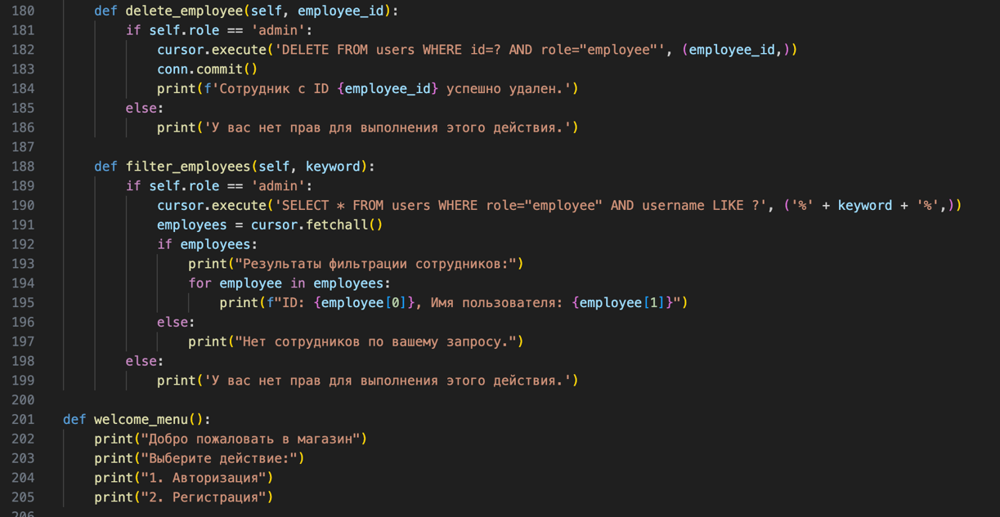 180 def delete_employee(self, employee_id):
181 if self.role == 'admin':
182 cursor.execute('DELETE FROM users WHERE id=? AND role="employee"', (employee_id,))
183 conn.commit()
184 print(f'Сотрудник с ID {employee_id} успешно удален.')
185 else:
186 print('У вас нет прав для выполнения этого действия.')
187
188 def filter_employees(self, keyword):
189 if self.role == 'admin':
190 cursor.execute('SELECT * FROM users WHERE role="employee" AND username LIKE ?', ('%' + keyword + '%',))
191 employees = cursor.fetchall()
192 if employees:
193 print("Результаты фильтрации сотрудников:")
194 for employee in employees:
195 print(f"ID: {employee[0]}, Имя пользователя: {employee[1]}")
196 else:
197 print("Нет сотрудников по вашему запросу.")
198 else:
199 print('У вас нет прав для выполнения этого действия.')
200
201 def welcome_menu():
202 print("Добро пожаловать в магазин")
203 print("Выберите действие:")
204 print("1. Авторизация")
205 print("2. Регистрация")
206